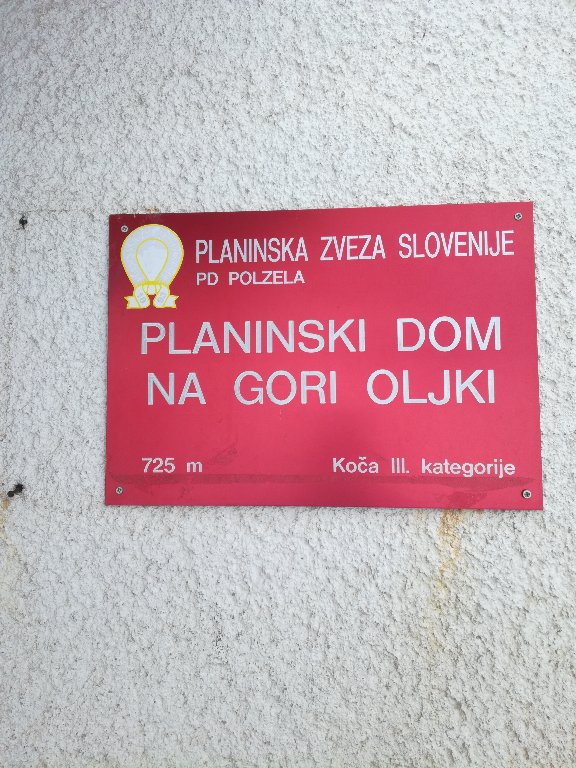 PLANINSKA ZVEZA SLOVENIJE
PD POLZELA
PLANINSKI DOM
NA GORI OLJKI
725 m Koča III. kategorije